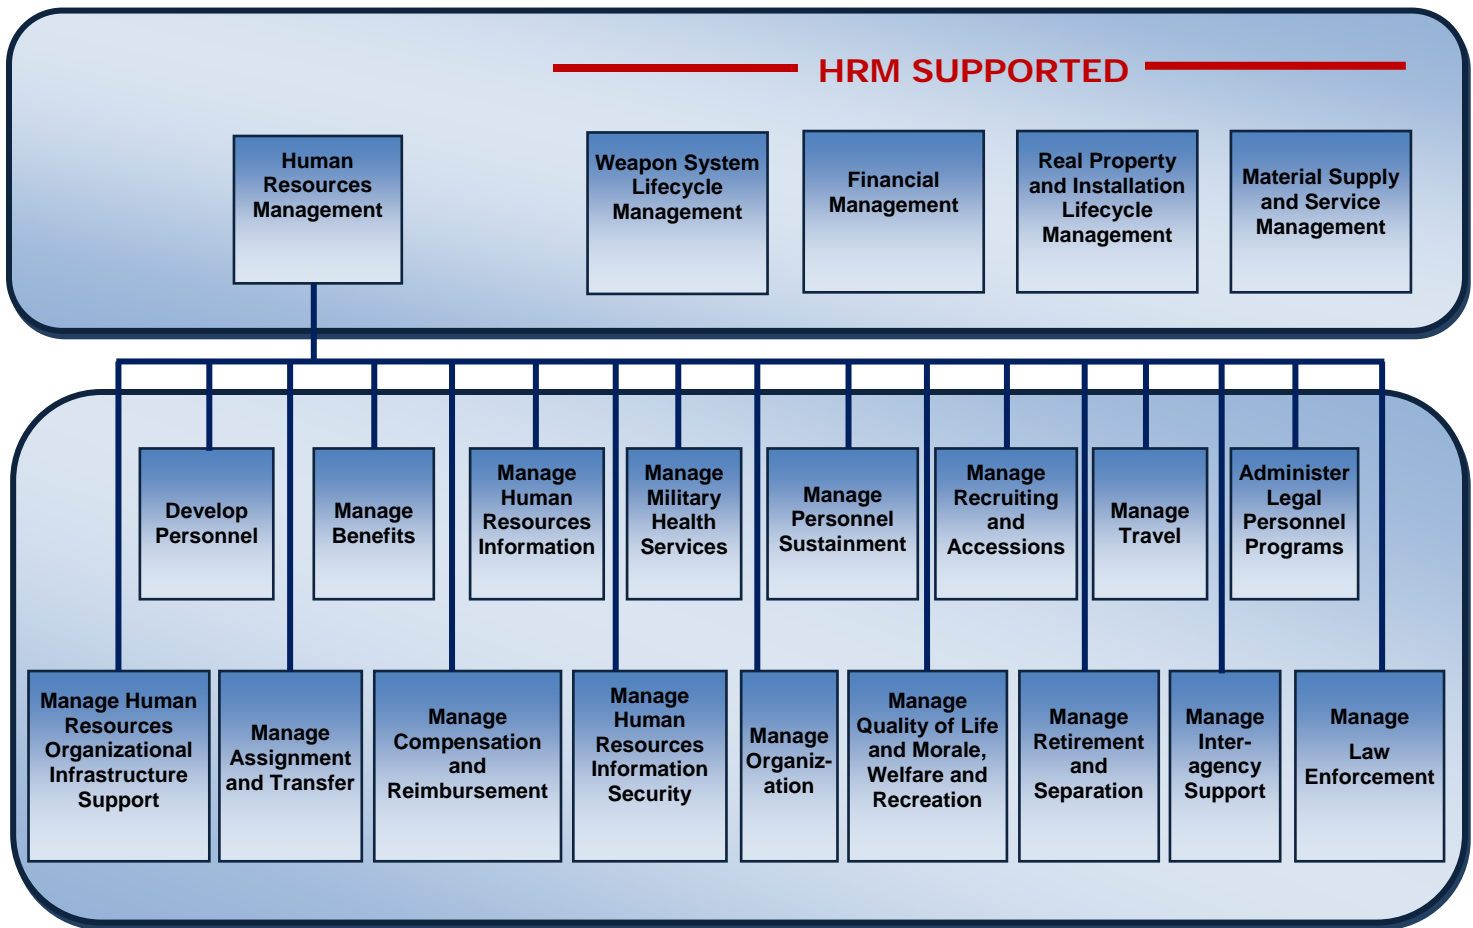 HRM SUPPORTED
Human
Resources
Management
Weapon System
Lifecycle
Management
Financial
Management
Real Property
and Installation
Lifecycle
Management
Material Supply
and Service
Management
Develop
Personnel
Manage
Benefits
Manage
Human
Resources
Information
Manage
Military
Health
Services
Manage
Personnel
Sustainment
Manage
Recruiting
and
Accessions
Manage
Travel
Administer
Legal
Personnel
Programs
Manage Human
Resources
Organizational
Infrastructure
Support
Manage
Assignment
and Transfer
Manage
Compensation
and
Reimbursement
Manage
Human
Resources
Information
Security
Manage
Organiz-
ation
Manage
Quality of Life
and Morale,
Welfare and
Recreation
Manage
Retirement
and
Separation
Manage
Inter-
agency
Support
Manage
Law
Enforcement